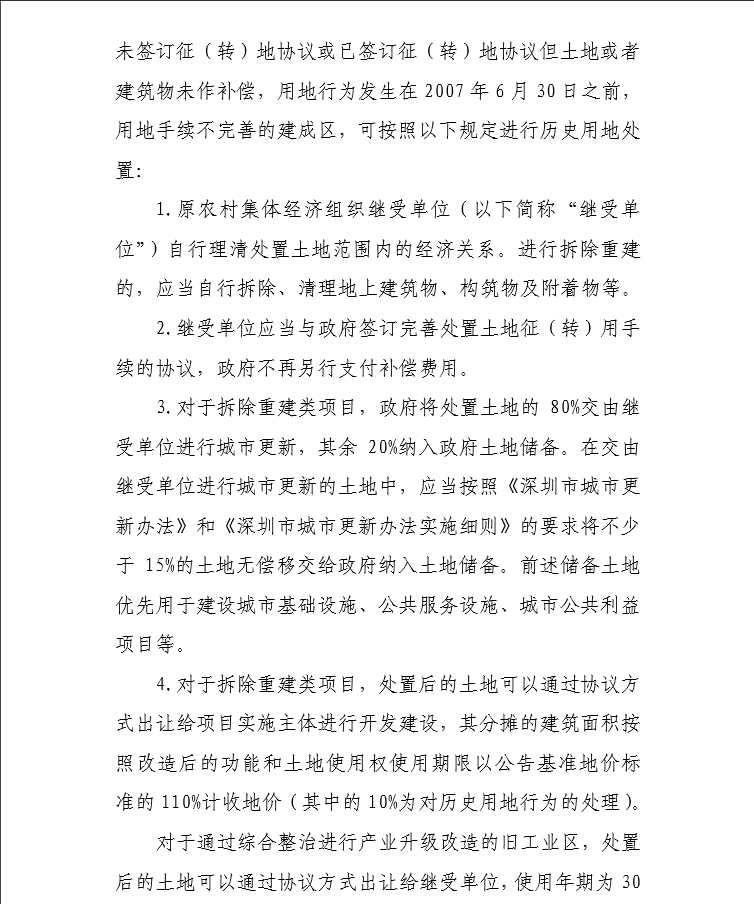 未签订征（转）地协议或已签订征（转）地协议但土地或者
建筑物未作补偿，用地行为发生在 2007 年 6 月 30 日之前，
用地手续不完善的建成区，可按照以下规定进行历史用地处
置：
1. 原农村集体经济组织继受单位（以下简称“继受单
位”）自行理清处置土地范围内的经济关系。进行拆除重建
的，应当自行拆除、清理地上建筑物、构筑物及附着物等。
2. 继受单位应当与政府签订完善处置土地征（转）用手
续的协议，政府不再另行支付补偿费用。
3. 对于拆除重建类项目，政府将处置土地的 80%交由继
受单位进行城市更新，其余 20%纳入政府土地储备。在交由
继受单位进行城市更新的土地中，应当按照《深圳市城市更
新办法》和《深圳市城市更新办法实施细则》的要求将不少
于 15%的土地无偿移交给政府纳入土地储备。前述储备土地
优先用于建设城市基础设施、公共服务设施、城市公共利益
项目等。
4. 对于拆除重建类项目，处置后的土地可以通过协议方
式出让给项目实施主体进行开发建设，其分摊的建筑面积按
照改造后的功能和土地使用权使用期限以公告基准地价标
准的 110%计收地价（其中的 10%为对历史用地行为的处理）。
对于通过综合整治进行产业升级改造的旧工业区，处置
后的土地可以通过协议方式出让给继受单位，使用年期为 30